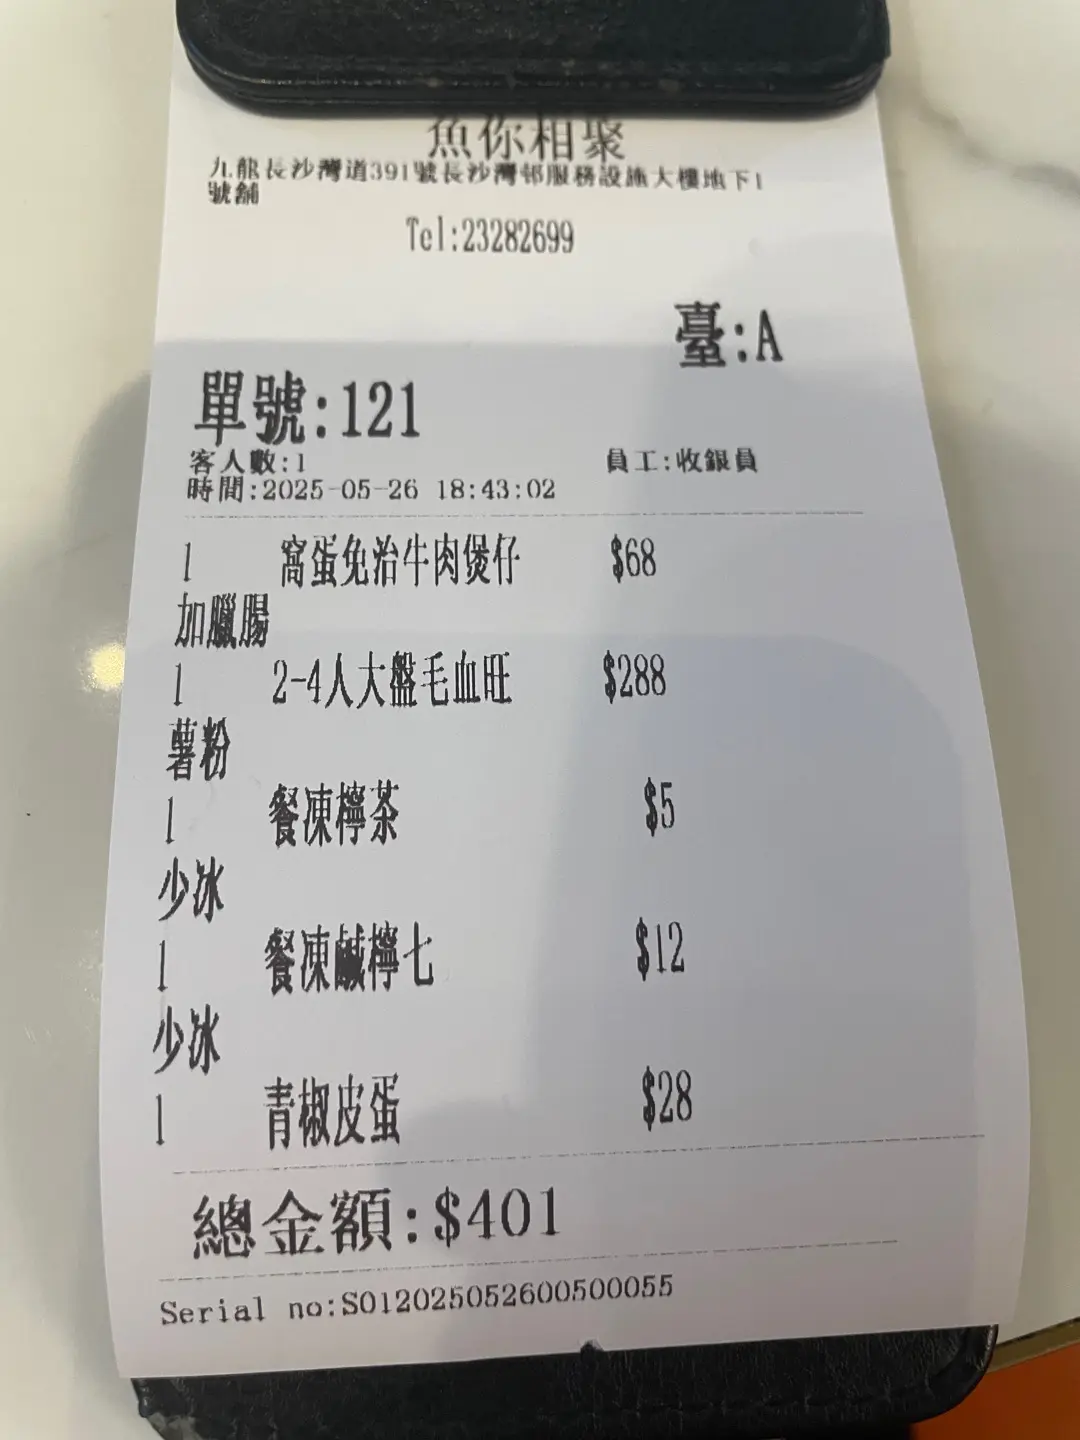 魚你相聚
九龍長沙灣道391號長沙灣邨服務設施大樓地下1
號舖
Tel:23282699
臺:A
單號:121
客人數:1 員工:收銀員
時間:2025-05-26 18:43:02
1 窩蛋免治牛肉煲仔 $68
加臘腸
1 2-4人大盤毛血旺 $288
薯粉
1 餐凍檸茶 $5
少冰
1 餐凍鹹檸七 $12
少冰
1 青椒皮蛋 $28
總金額:$401
Serial no:S012025052600500055